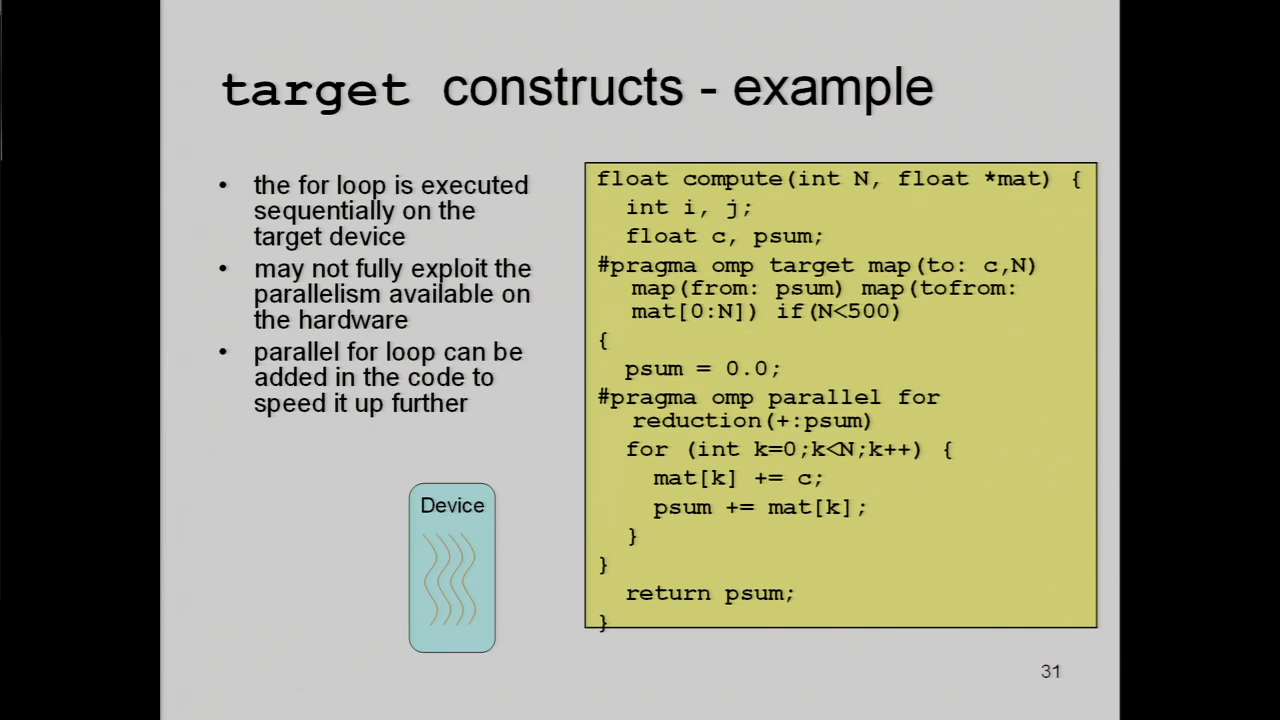 target constructs - example
• the for loop is executed
sequentially on the
target device
• may not fully exploit the
parallelism available on
the hardware
• parallel for loop can be
added in the code to
speed it up further
Device
float compute(int N, float *mat) {
int i, j;
float c, psum;
#pragma omp target map(to: c,N)
map(from: psum) map(tofrom:
mat[0:N]) if(N<500)
{
psum = 0.0;
#pragma omp parallel for
reduction(+:psum)
for (int k=0;k<N;k++) {
mat[k] += c;
psum += mat[k];
}
}
return psum;
}
31